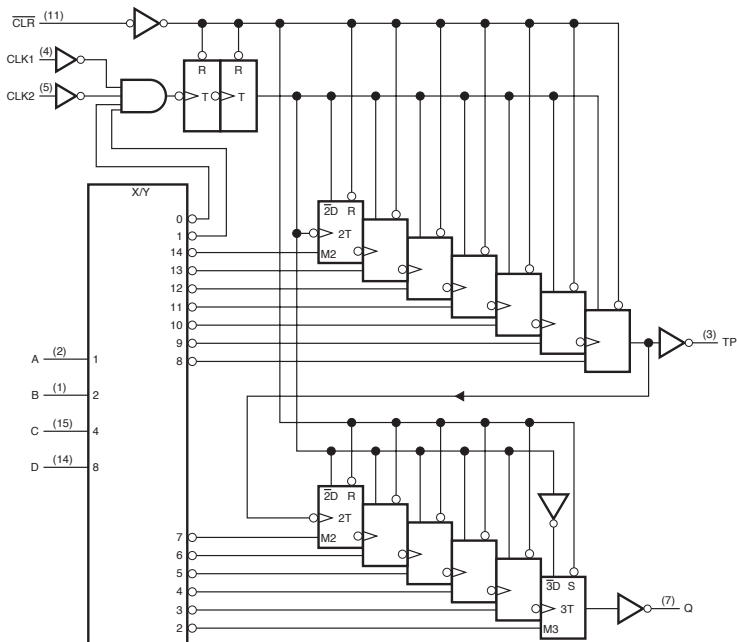 CLR (11)
CLK1 (4)
CLK2 (5)
R R
T T
X/Y
0
1
14
13
12
11
10
9
8
2D R
2T
M2
(3) TP
A (2) 1
B (1) 2
C (15) 4
D (14) 8
2D R
2T
M2
7
6
5
4
3
2
3D S
3T
M3
(7) Q